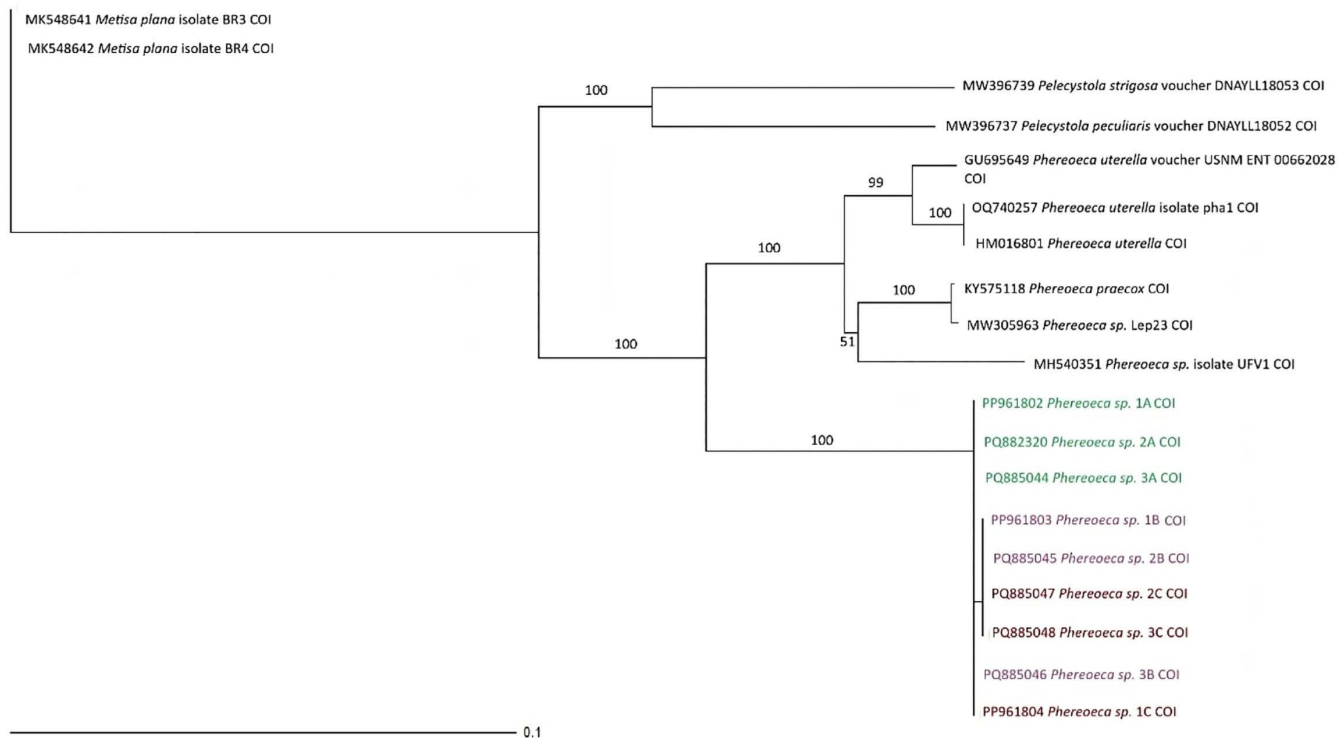 MK548641 Metisa plana isolate BR3 COI
MK548642 Metisa plana isolate BR4 COI
100
MW396739 Pelecystola strigosa voucher DNAYLL18053 COI
MW396737 Pelecystola peculiaris voucher DNAYLL18052 COI
GU695649 Phereoeca uterella voucher USNM ENT 00662028
COI
99
100
OQ740257 Phereoeca uterella isolate pha1 COI
HM016801 Phereoeca uterella COI
100
100
KY575118 Phereoeca praecox COI
MW305963 Phereoeca sp. Lep23 COI
51
100
MH540351 Phereoeca sp. isolate UFV1 COI
PP961802 Phereoeca sp. 1A COI
100
PQ882320 Phereoeca sp. 2A COI
PQ885044 Phereoeca sp. 3A COI
PP961803 Phereoeca sp. 1B COI
PQ885045 Phereoeca sp. 2B COI
PQ885047 Phereoeca sp. 2C COI
PQ885048 Phereoeca sp. 3C COI
PQ885046 Phereoeca sp. 3B COI
PP961804 Phereoeca sp. 1C COI
0.1